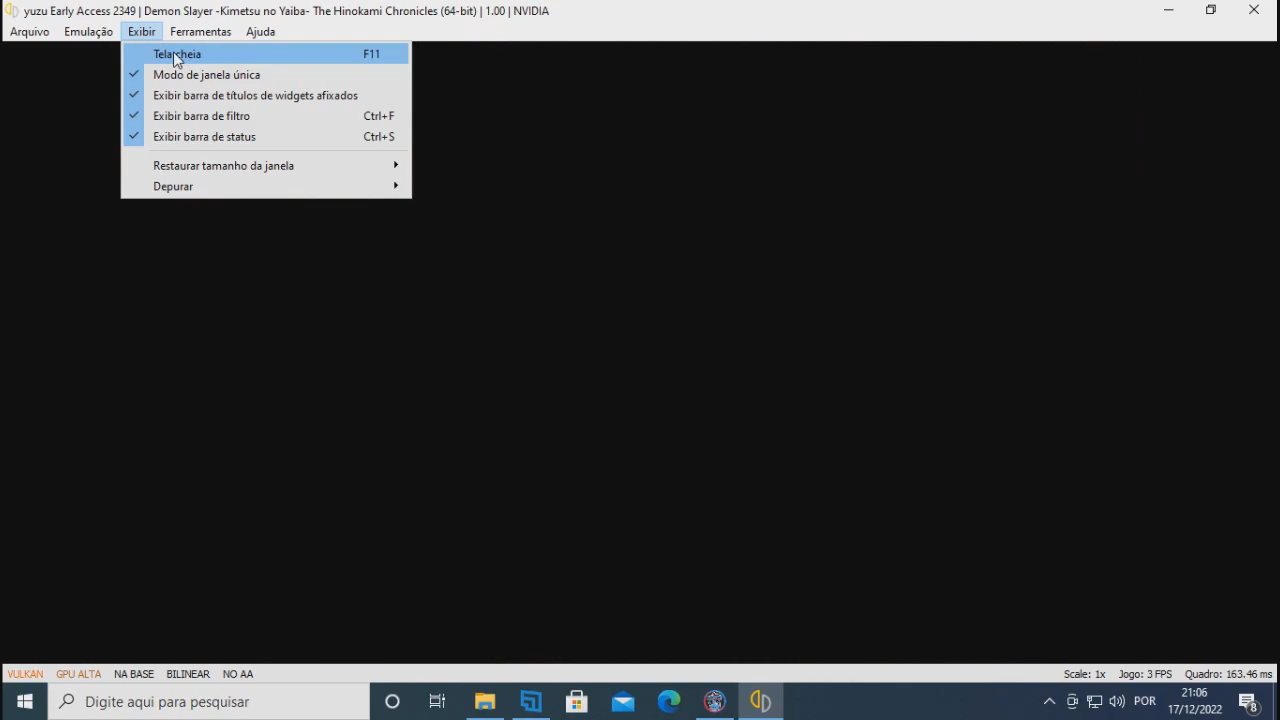 yuzu Early Access 2349 | Demon Slayer -Kimetsu no Yaiba- The Hinokami Chronicles (64-bit) | 1.00 | NVIDIA
Arquivo Emulação Exibir Ferramentas Ajuda
Tela cheia F11
Modo de janela única
Exibir barra de títulos de widgets afixados
Exibir barra de filtro Ctrl+F
Exibir barra de status Ctrl+S
Restaurar tamanho da janela
Depurar
VULKAN GPU ALTA NA BASE BILINEAR NO AA Scale: 1x Jogo: 3 FPS Quadro: 163.46 ms
Digite aqui para pesquisar POR 21:06
17/12/2022 8